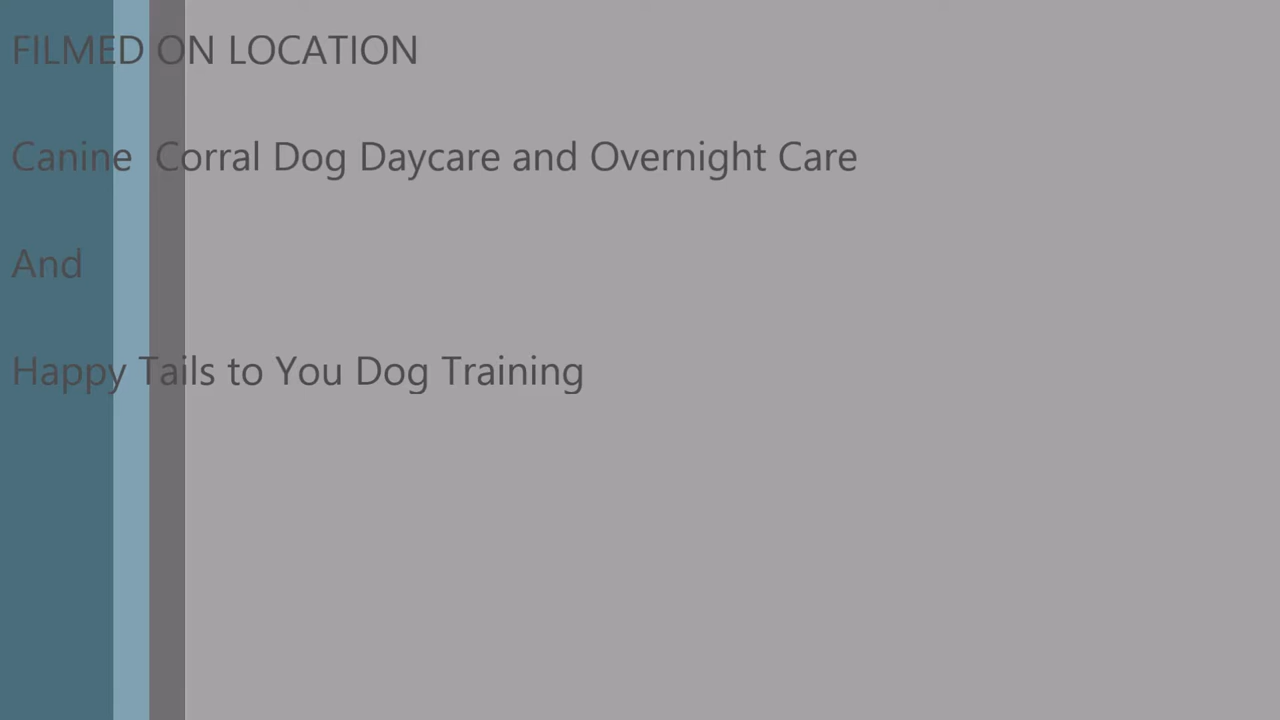 FILMED ON LOCATION
Canine  Corral Dog Daycare and Overnight Care
And
Happy Tails to You Dog Training